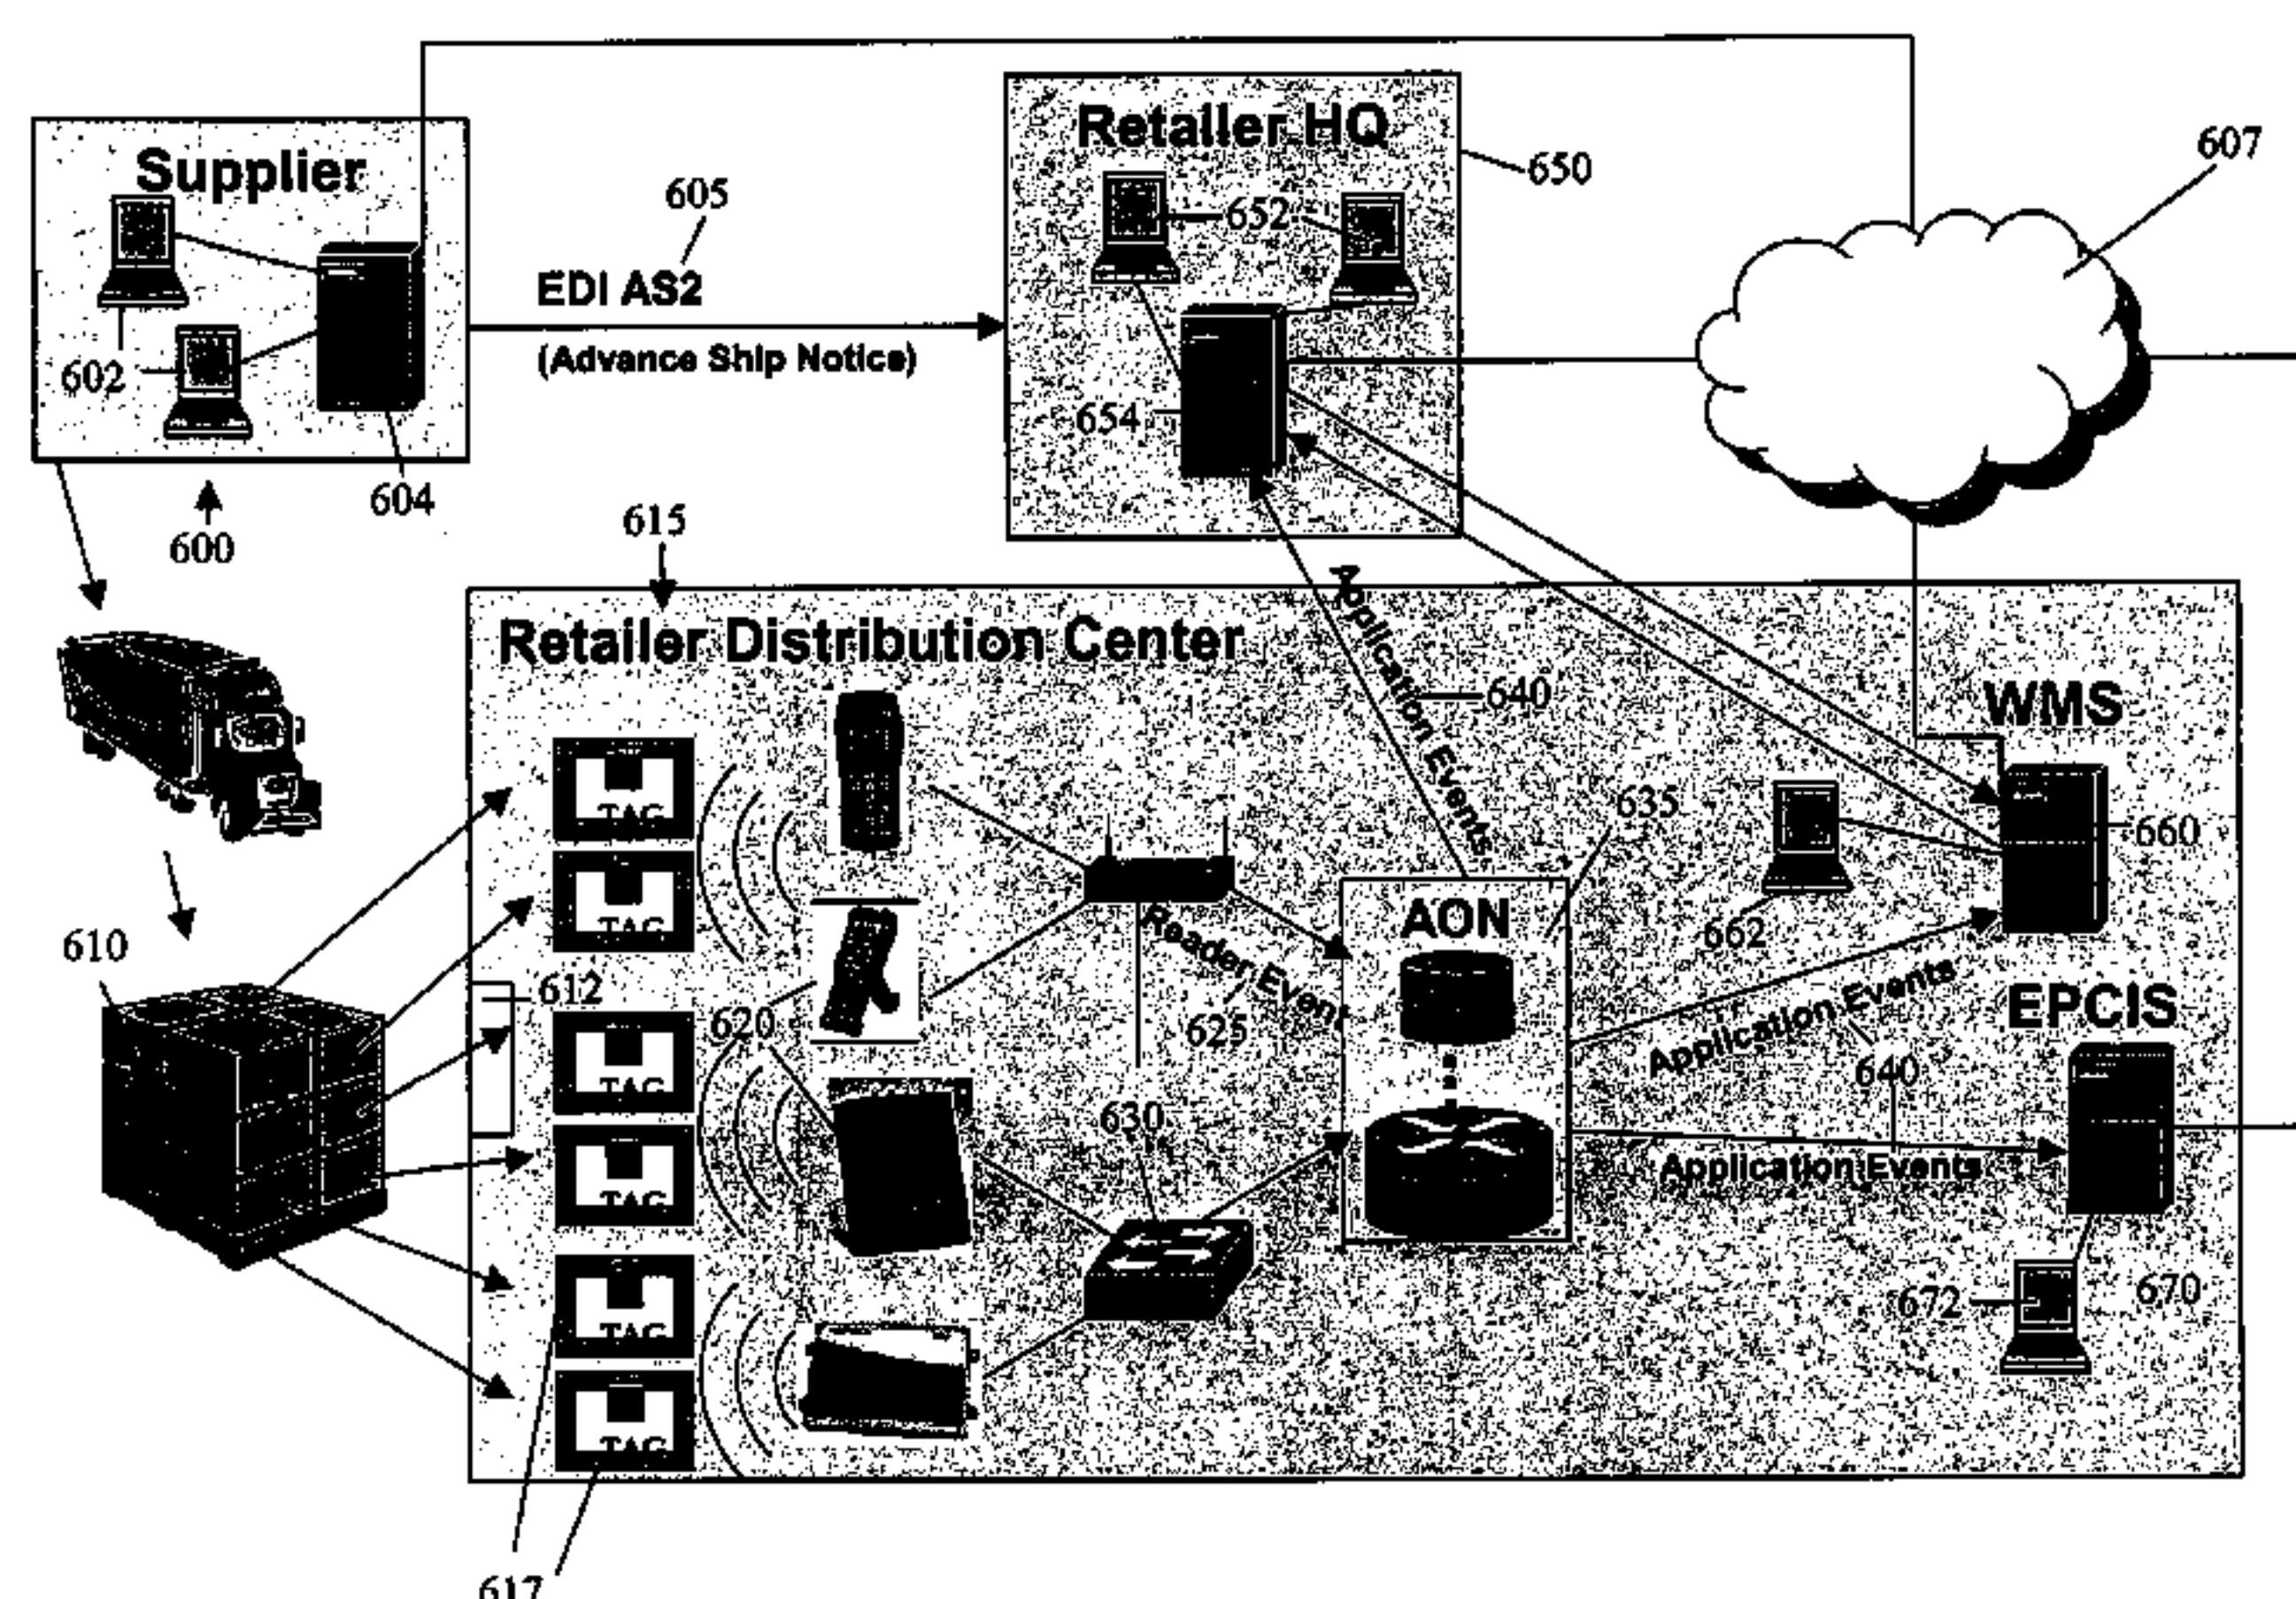 Supplier
602
604
600
605
EDI AS2
(Advance Ship Notice)
Retailer HQ
652
650
654
607
615
Retailer Distribution Center
610
612
TAG
TAG
TAG
TAG
TAG
TAG
617
620
Reader Event
625
630
Application Events
640
635
AON
WMS
660
662
Application Events
640
EPCIS
Application Events
670
672